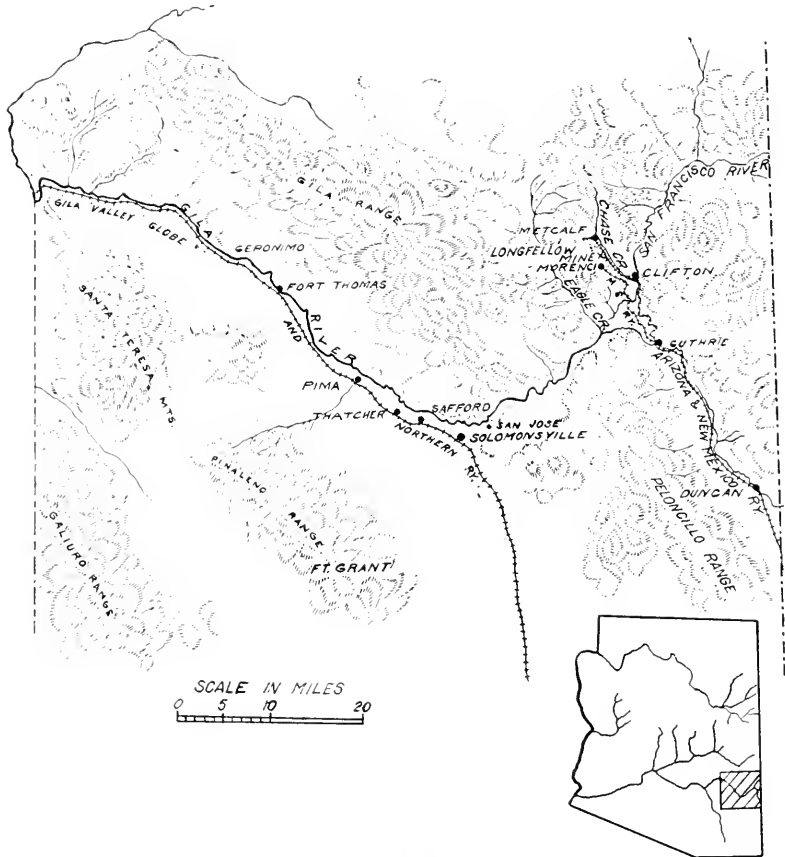 GILA RANGE
SAN FRANCISCO RIVER
GILA VALLEY GLOBE AND NORTHERN RY.
GILA RIVER
GERONIMO
FORT THOMAS
METCALF
CHASE CR.
LONGFELLOW
MINE
MORENCI
CLIFTON
EAGLE CR.
GUTHRIE
ARIZONA & NEW MEXICO RY.
SANTA TERESA MTS.
PIMA
THATCHER
SAFFORD
SAN JOSE
SOLOMONSVILLE
DUNCAN
PELONCILLO RANGE
PINALENO RANGE
FT. GRANT
GALIURO RANGE
SCALE IN MILES
0 5 10 20